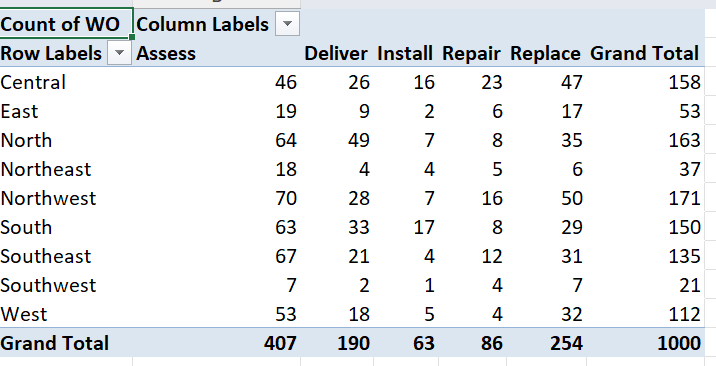 Count of WO Column Labels
Row Labels Assess Deliver Install Repair Replace Grand Total
Central 46 26 16 23 47 158
East 19 9 2 6 17 53
North 64 49 7 8 35 163
Northeast 18 4 4 5 6 37
Northwest 70 28 7 16 50 171
South 63 33 17 8 29 150
Southeast 67 21 4 12 31 135
Southwest 7 2 1 4 7 21
West 53 18 5 4 32 112
Grand Total 407 190 63 86 254 1000